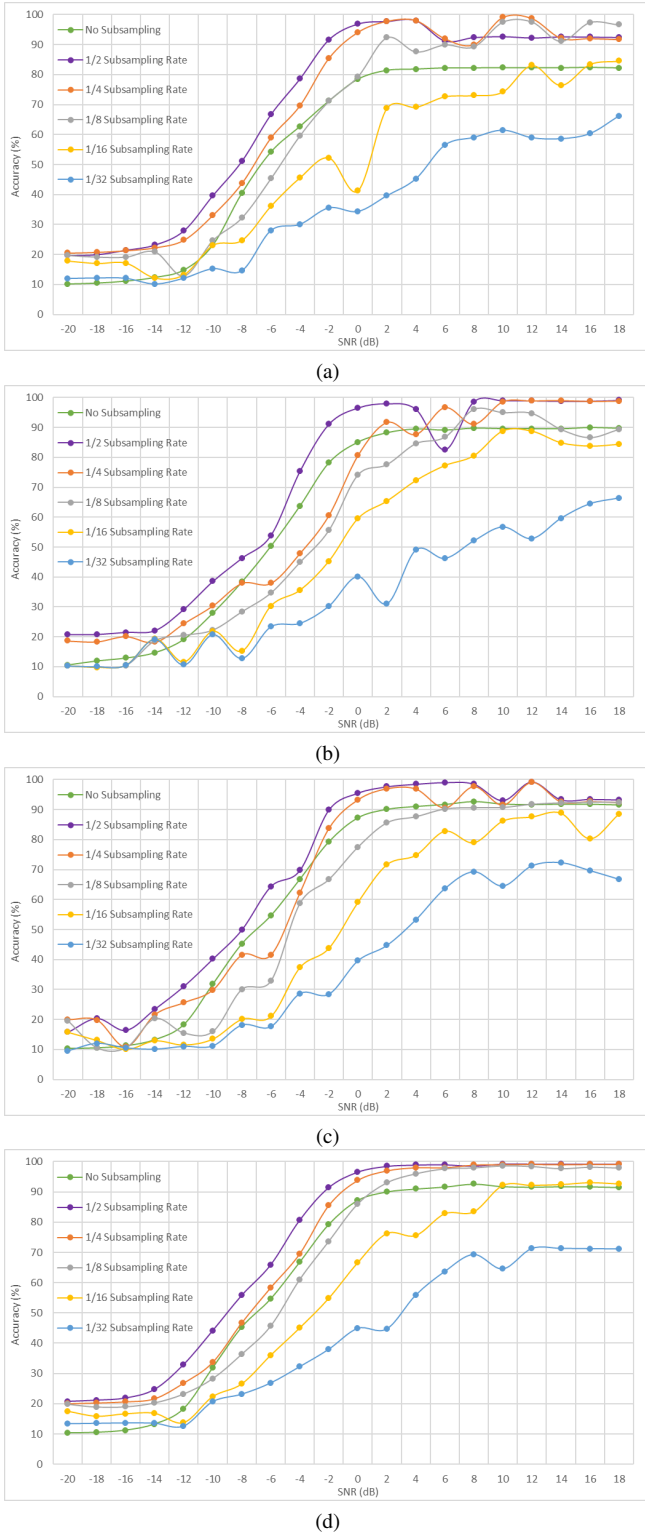 100
90
80
70
60
50
40
30
20
10
0
Accuracy (%)
No Subsampling
1/2 Subsampling Rate
1/4 Subsampling Rate
1/8 Subsampling Rate
1/16 Subsampling Rate
1/32 Subsampling Rate
-20 -18 -16 -14 -12 -10 -8 -6 -4 -2 0 2 4 6 8 10 12 14 16 18
SNR (dB)
(a)
100
90
80
70
60
50
40
30
20
10
0
Accuracy (%)
No Subsampling
1/2 Subsampling Rate
1/4 Subsampling Rate
1/8 Subsampling Rate
1/16 Subsampling Rate
1/32 Subsampling Rate
-20 -18 -16 -14 -12 -10 -8 -6 -4 -2 0 2 4 6 8 10 12 14 16 18
SNR (dB)
(b)
100
90
80
70
60
50
40
30
20
10
0
Accuracy (%)
No Subsampling
1/2 Subsampling Rate
1/4 Subsampling Rate
1/8 Subsampling Rate
1/16 Subsampling Rate
1/32 Subsampling Rate
-20 -18 -16 -14 -12 -10 -8 -6 -4 -2 0 2 4 6 8 10 12 14 16 18
SNR (dB)
(c)
100
90
80
70
60
50
40
30
20
10
0
Accuracy (%)
No Subsampling
1/2 Subsampling Rate
1/4 Subsampling Rate
1/8 Subsampling Rate
1/16 Subsampling Rate
1/32 Subsampling Rate
-20 -18 -16 -14 -12 -10 -8 -6 -4 -2 0 2 4 6 8 10 12 14 16 18
SNR (dB)
(d)